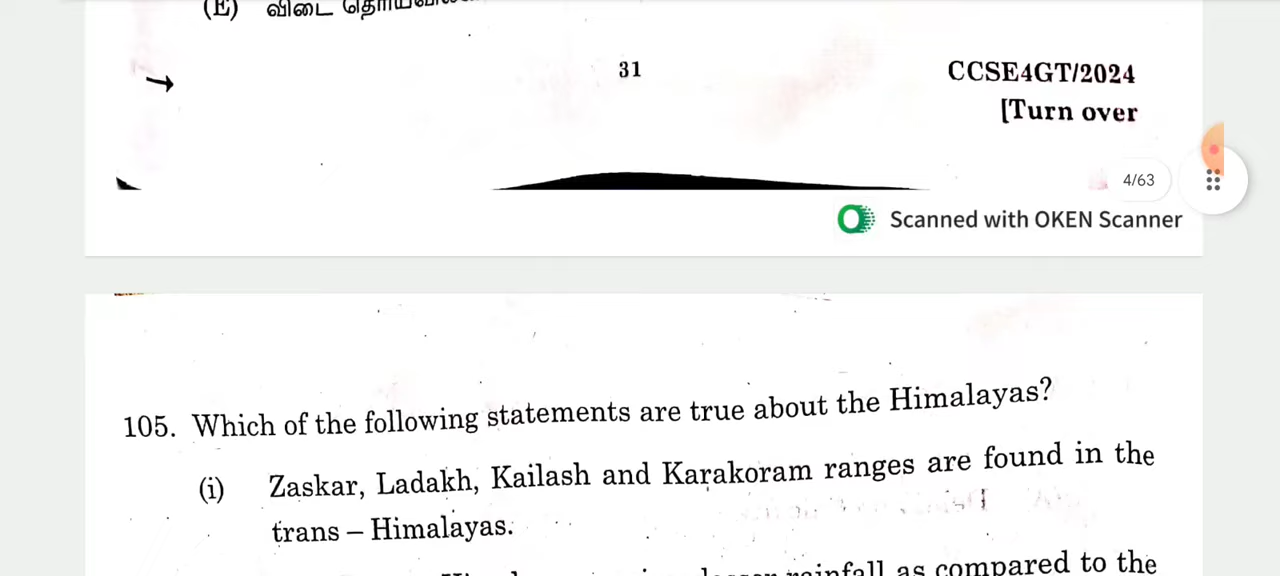 (E) விடை
31
CCSE4GT/2024
[Turn over
4/63
Scanned with OKEN Scanner
105. Which of the following statements are true about the Himalayas?
(i) Zaskar, Ladakh, Kailash and Karakoram ranges are found in the
trans – Himalayas.
rainfall as compared to the